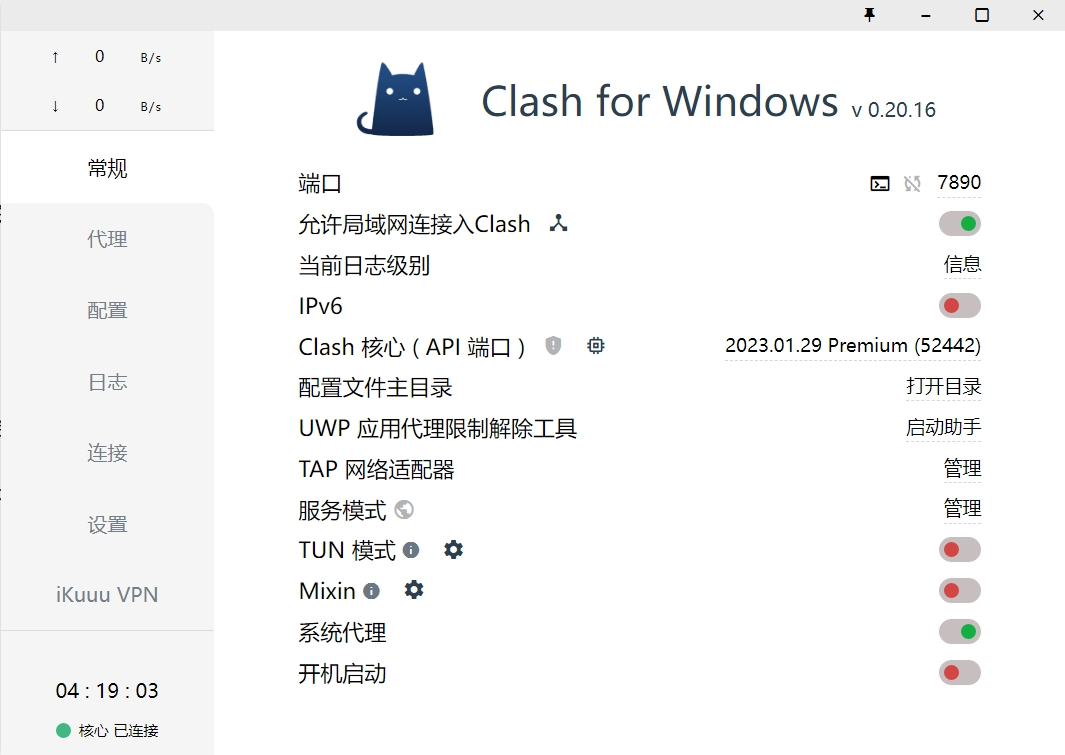 ↑ 0 B/s
↓ 0 B/s
常规
代理
配置
日志
连接
设置
iKuuu VPN
04 : 19 : 03
核心 已连接
Clash for Windows v 0.20.16
端口 7890
允许局域网连接入Clash
当前日志级别 信息
IPv6
Clash 核心 ( API 端口 ) 2023.01.29 Premium (52442)
配置文件主目录 打开目录
UWP 应用代理限制解除工具 启动助手
TAP 网络适配器 管理
服务模式 管理
TUN 模式
Mixin
系统代理
开机启动